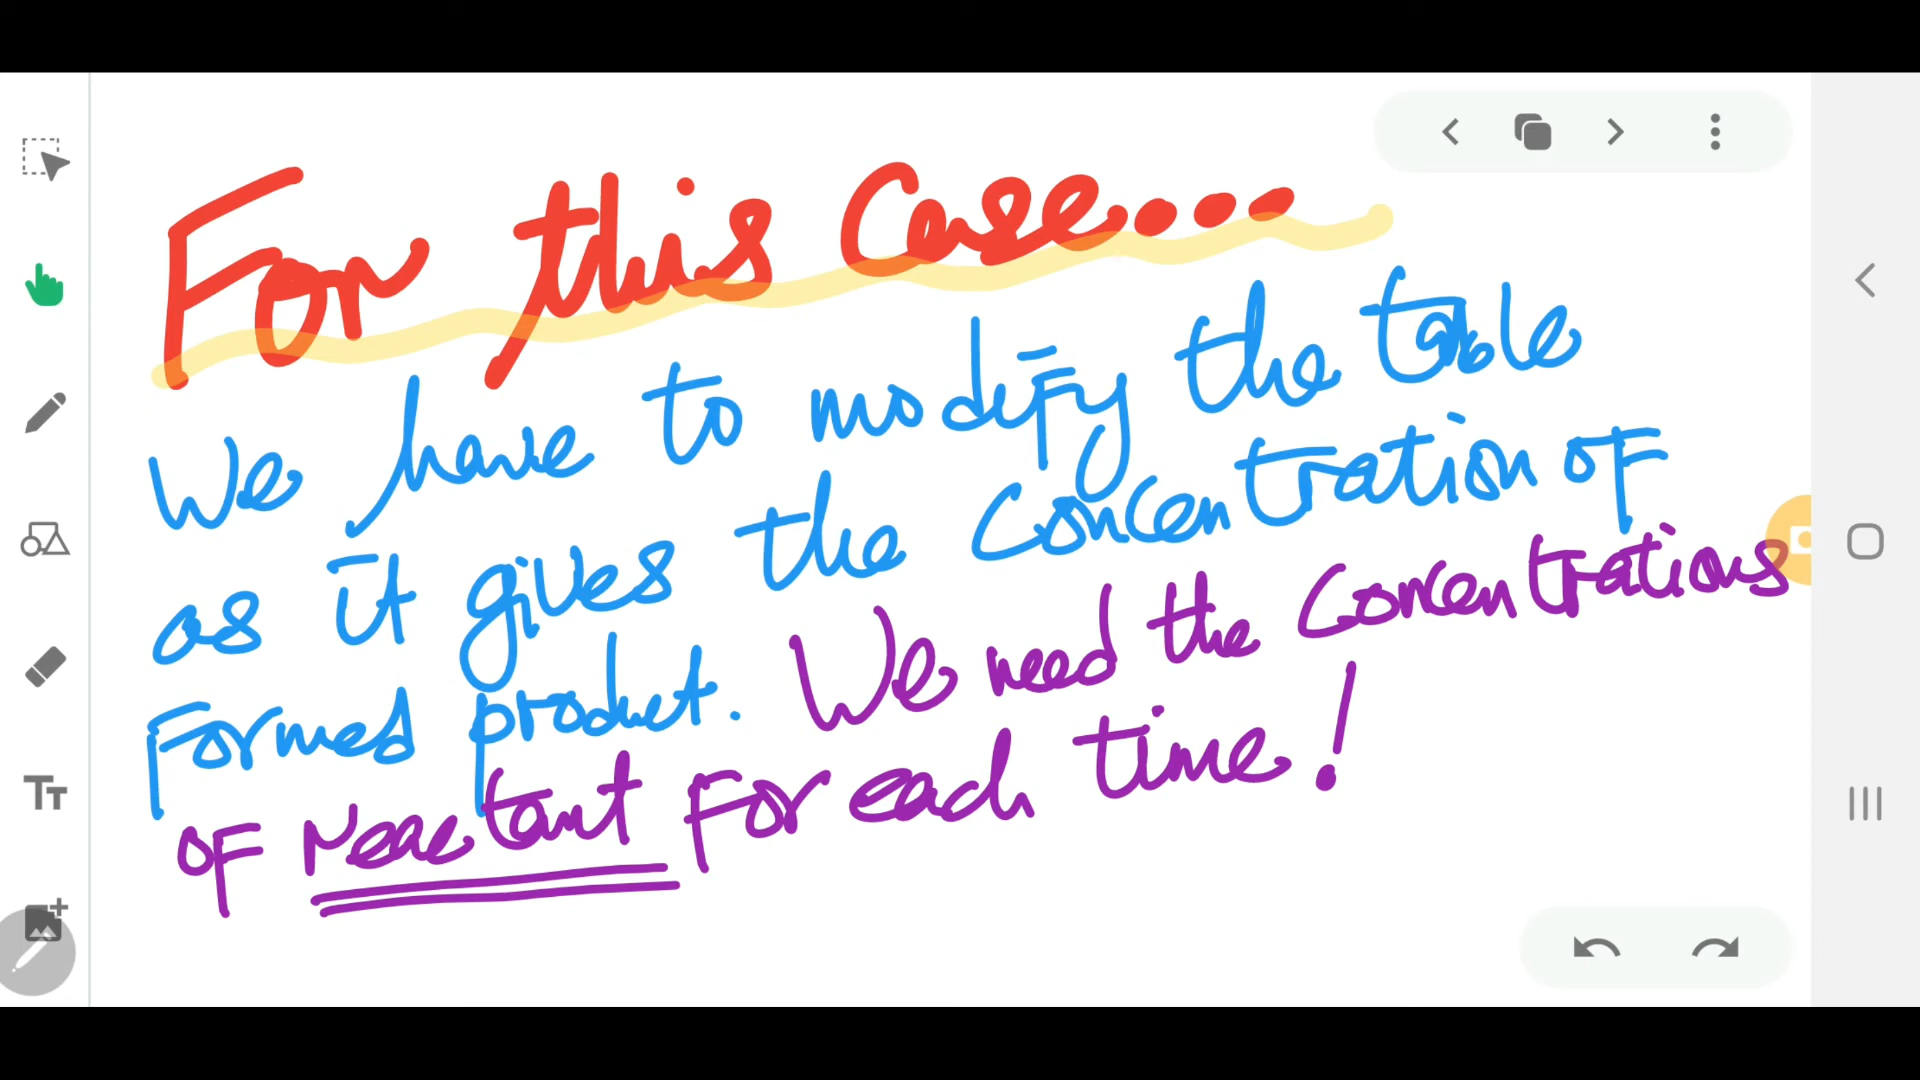 For this case....
We have to modify the table
as it gives the concentration of
formed product. We need the concentrations
of reactant for each time!